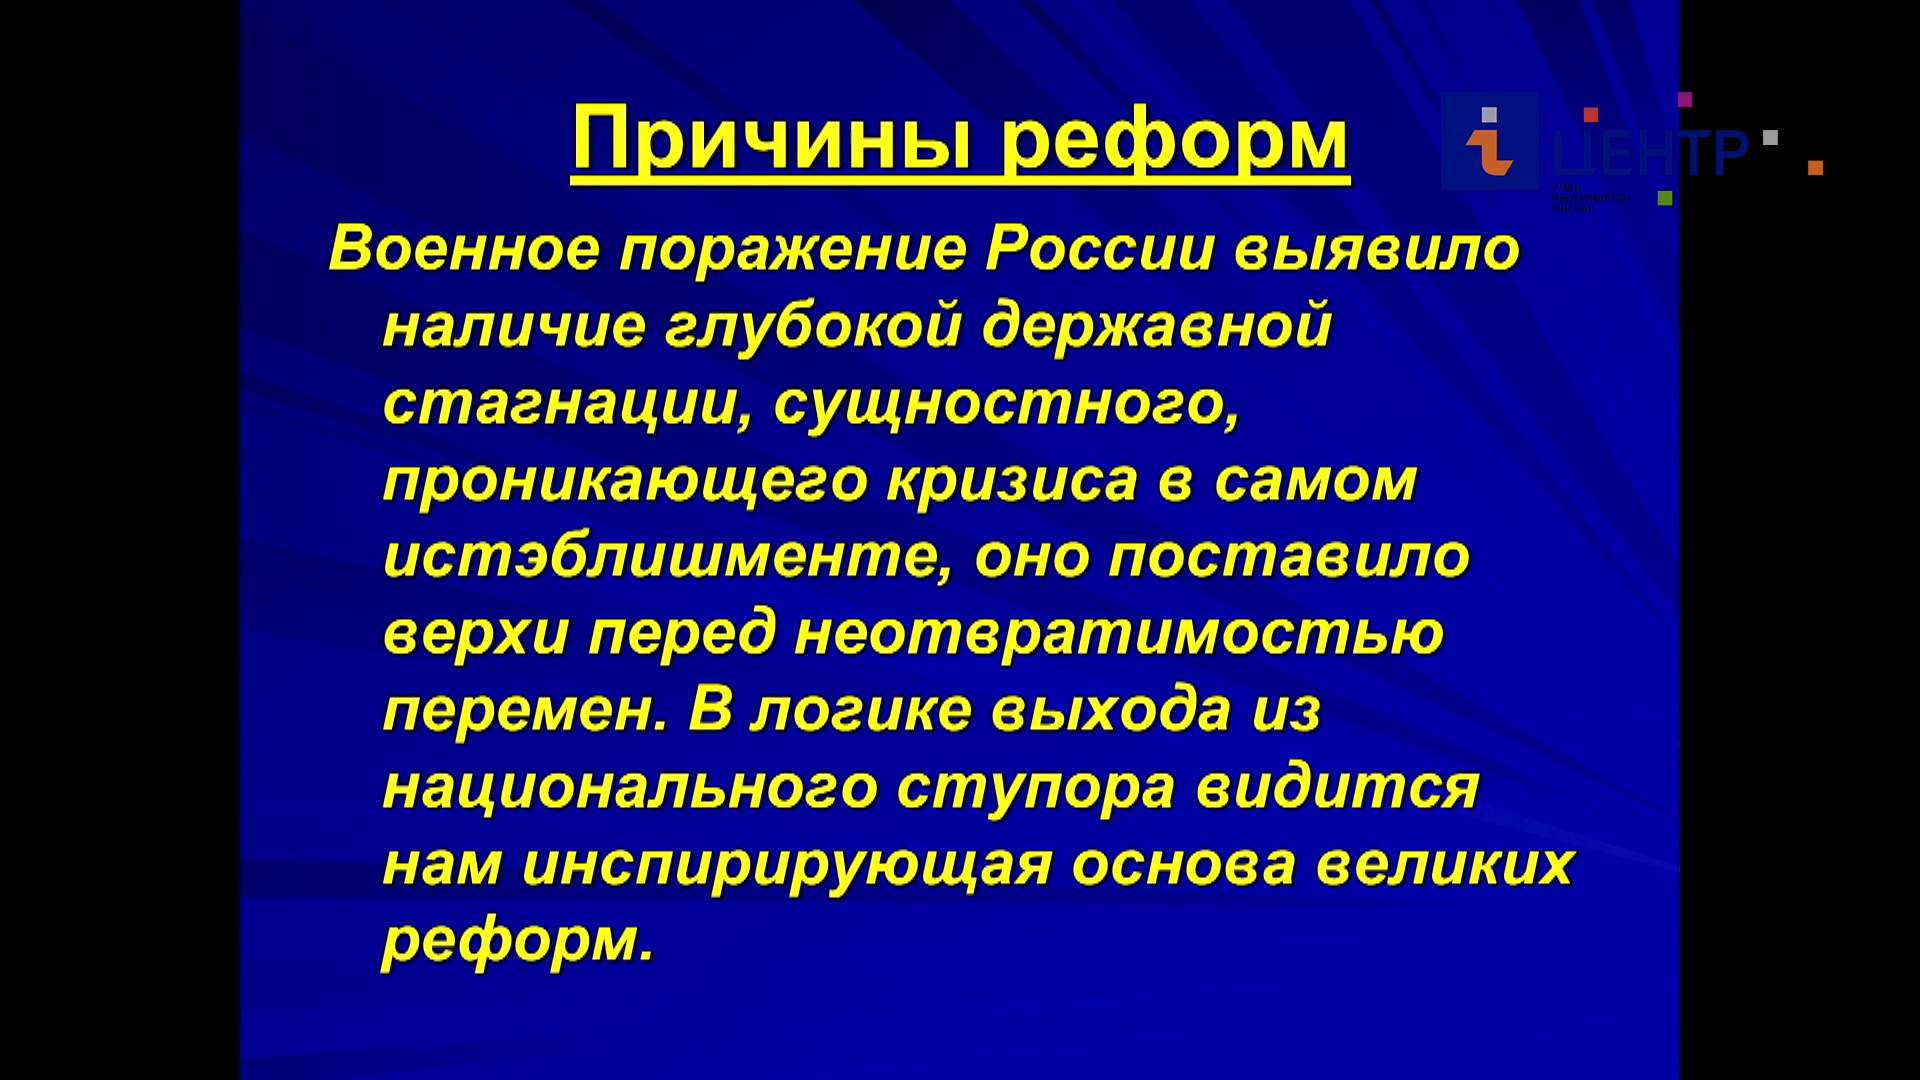 Причины реформ
ЦЕНТР
Военное поражение России выявило
наличие глубокой державной
стагнации, сущностного,
проникающего кризиса в самом
истэблишменте, оно поставило
верхи перед неотвратимостью
перемен. В логике выхода из
национального ступора видится
нам инспирирующая основа великих
реформ.